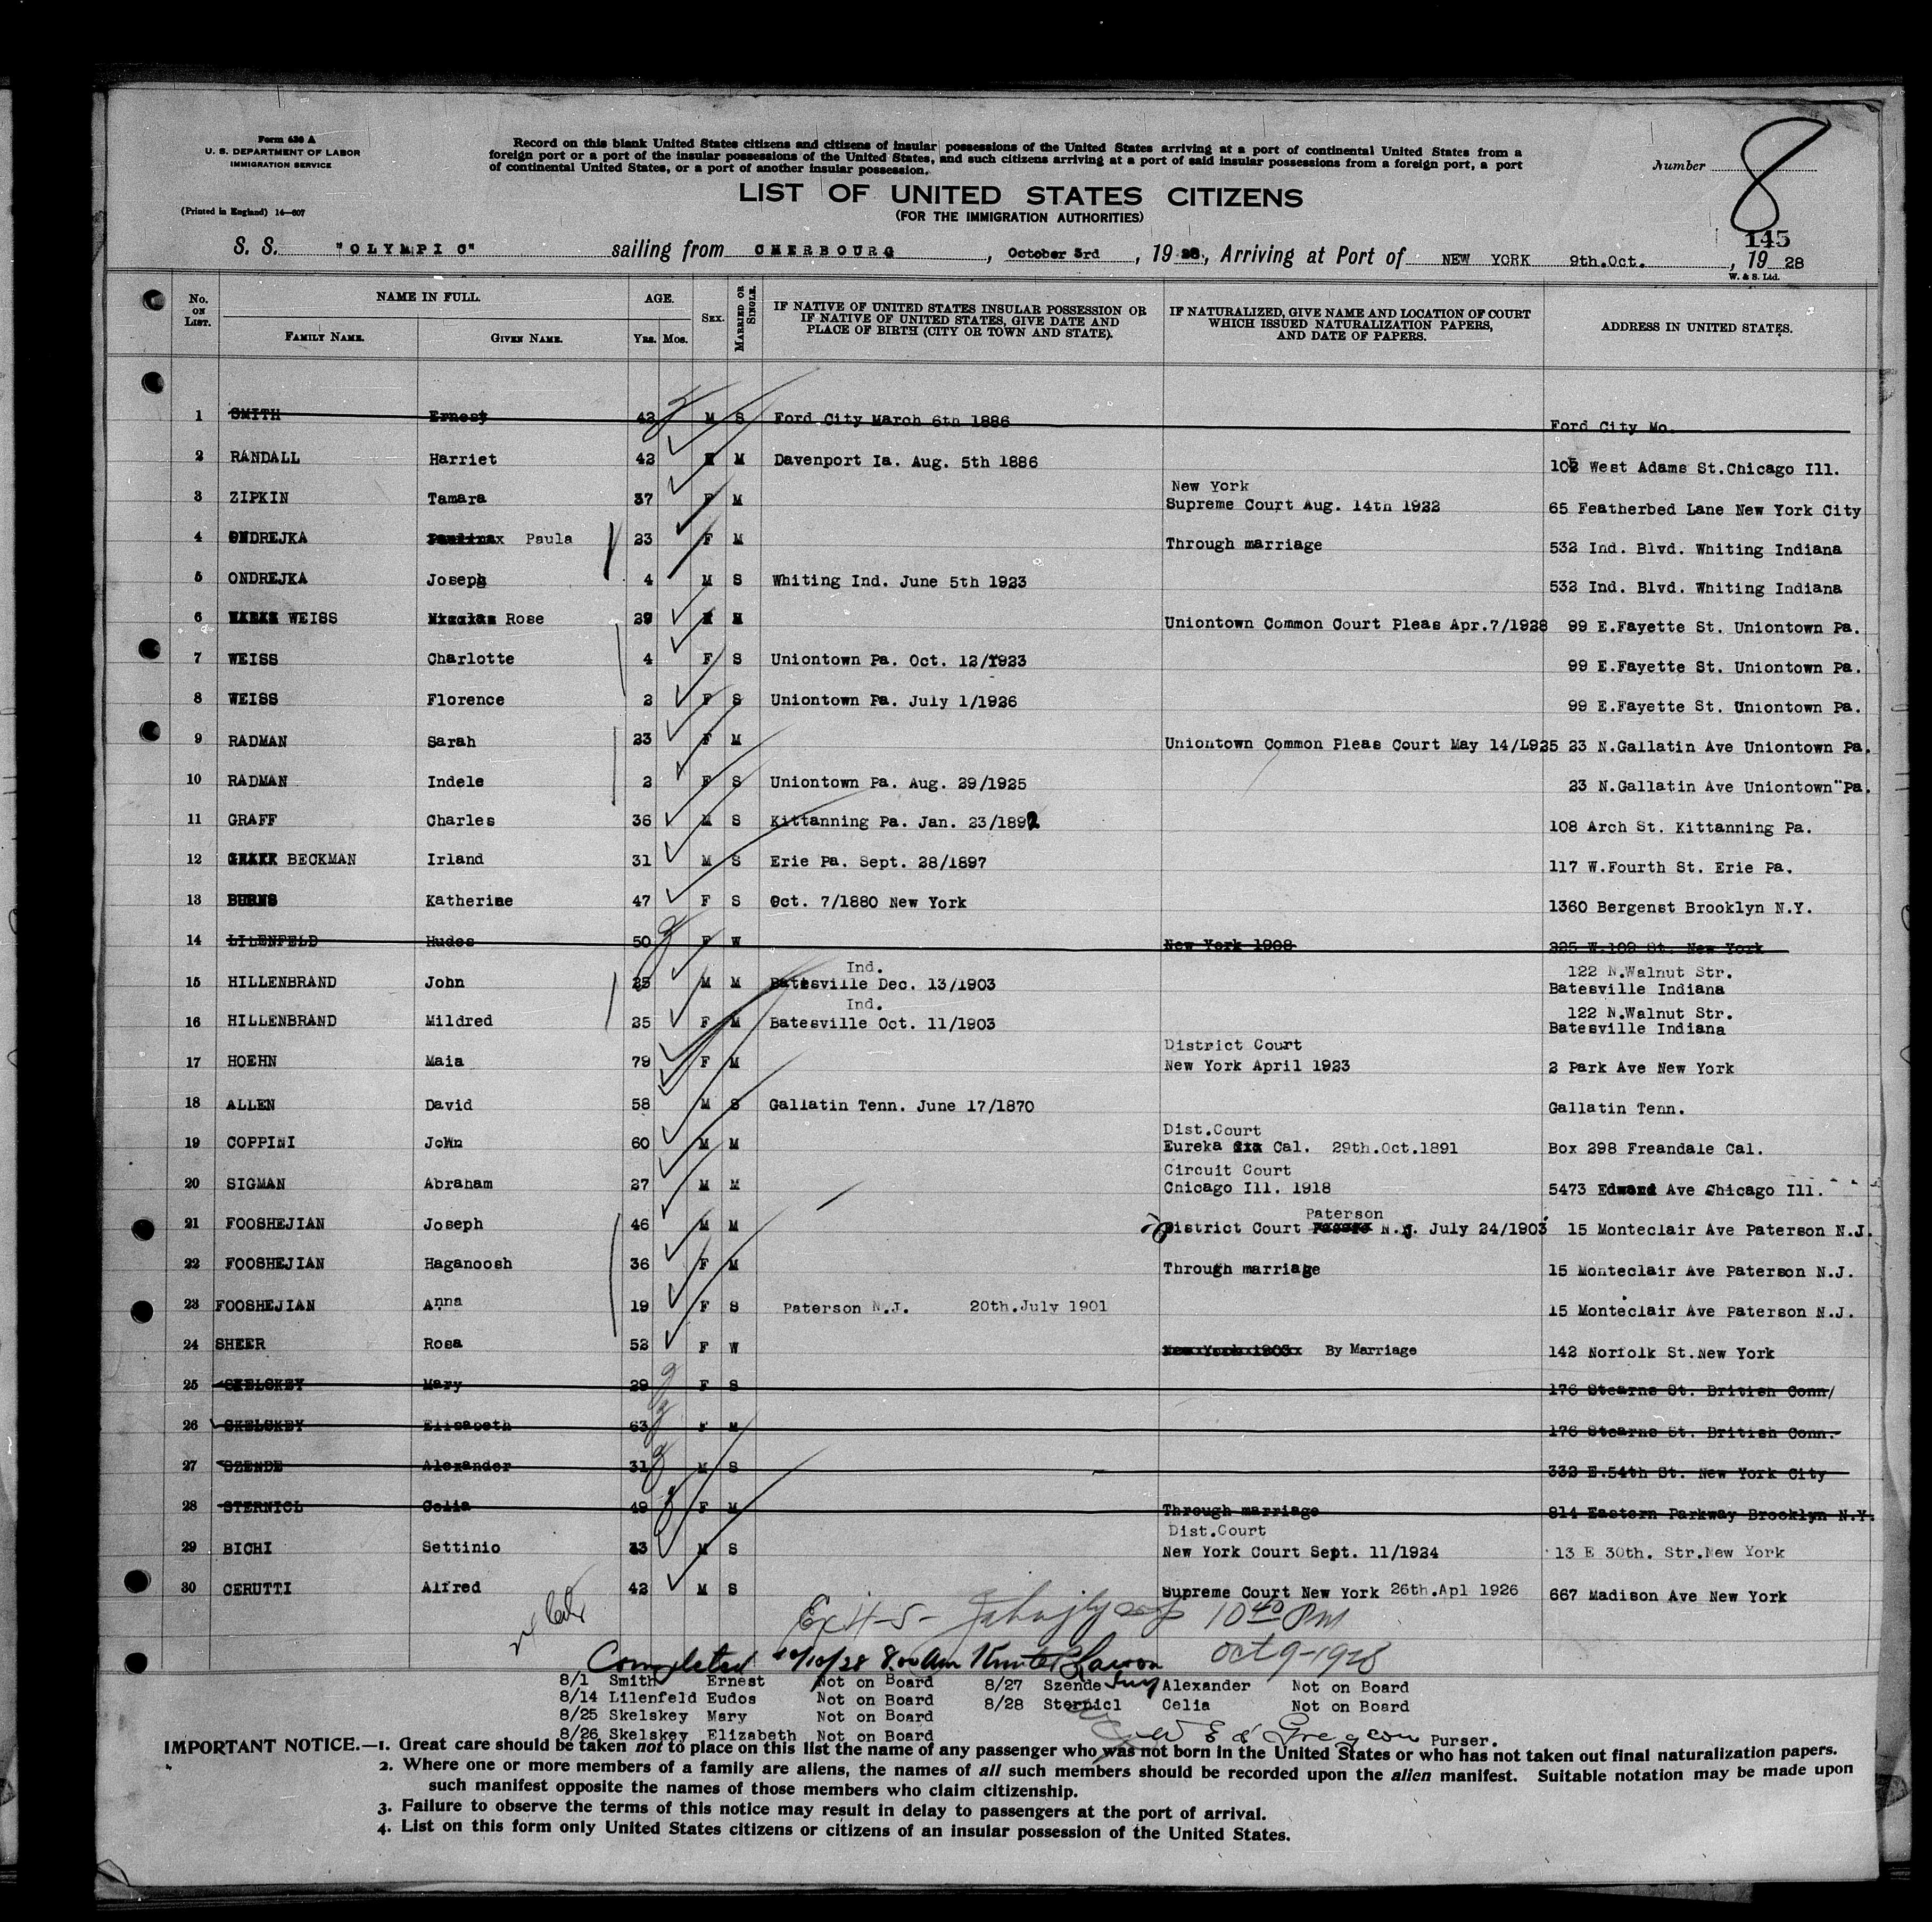 Form 630 A
U. S. DEPARTMENT OF LABOR
IMMIGRATION SERVICE
(Printed in England) 14—607
Record on this blank United States citizens and citizens of insular possessions of the United States arriving at a port of continental United States from a
foreign port or a port of the insular possessions of the United States, and such citizens arriving at a port of said insular possessions from a foreign port, a port
of continental United States, or a port of another insular possession.
Number 8
LIST OF UNITED STATES CITIZENS
(FOR THE IMMIGRATION AUTHORITIES)
145
S. S. "OLYMPIC" sailing from CHERBOURG, October 3rd, 1928, Arriving at Port of NEW YORK 9th.Oct., 1928
W. & S. Ltd.
No. ON LIST. NAME IN FULL. FAMILY NAME. GIVEN NAME. AGE. YRS. MOS. SEX. MARRIED OR SINGLE. IF NATIVE OF UNITED STATES INSULAR POSSESSION OR IF NATIVE OF UNITED STATES, GIVE DATE AND PLACE OF BIRTH (CITY OR TOWN AND STATE). IF NATURALIZED, GIVE NAME AND LOCATION OF COURT WHICH ISSUED NATURALIZATION PAPERS, AND DATE OF PAPERS. ADDRESS IN UNITED STATES.
1 SMITH Ernest 42 M S Ford City March 6th 1886 Ford City Mo.
2 RANDALL Harriet 42 M Davenport Ia. Aug. 5th 1886 West Adams St.Chicago Ill.
3 ZIPKIN Tamara 37 F M New York Supreme Court Aug. 14th 1922 65 Featherbed Lane New York City
4 ONDREJKA Paula 23 F M Through marriage 532 Ind. Blvd. Whiting Indiana
5 ONDREJKA Joseph 4 M S Whiting Ind. June 5th 1923 532 Ind. Blvd. Whiting Indiana
6 WEISS Rose 29 Uniontown Common Court Pleas Apr.7/1928 99 E.Fayette St. Uniontown Pa.
7 WEISS Charlotte 4 F S Uniontown Pa. Oct. 12/1923 99 E.Fayette St. Uniontown Pa.
8 WEISS Florence 2 F S Uniontown Pa. July 1/1926 99 E.Fayette St. Uniontown Pa.
9 RADMAN Sarah 23 F M Uniontown Common Pleas Court May 14/L925 23 N.Gallatin Ave Uniontown Pa.
10 RADMAN Indele 2 F S Uniontown Pa. Aug. 29/1925 23 N.Gallatin Ave Uniontown Pa.
11 GRAFF Charles 36 M S Kittanning Pa. Jan. 23/1892 108 Arch St. Kittanning Pa.
12 BECKMAN Irland 31 M S Erie Pa. Sept. 28/1897 117 W.Fourth St. Erie Pa.
13 BURNS Katherine 47 F S Oct. 7/1880 New York 1360 Bergenst Brooklyn N.Y.
14 LILENFELD Hudes 50 F W New York 1908 225 W.109 St. New York
15 HILLENBRAND John 25 M M Batesville Ind. Dec. 13/1903 122 N.Walnut Str. Batesville Indiana
16 HILLENBRAND Mildred 25 F M Batesville Ind. Oct. 11/1903 122 N.Walnut Str. Batesville Indiana
17 HOEHN Maia 79 F M District Court New York April 1923 2 Park Ave New York
18 ALLEN David 58 M S Gallatin Tenn. June 17/1870 Gallatin Tenn.
19 COPPINI John 60 M M Dist.Court Eureka Cal. 29th.Oct.1891 Box 298 Freandale Cal.
20 SIGMAN Abraham 27 M M Circuit Court Chicago Ill. 1918 5473 Ave Chicago Ill.
21 FOOSHEJIAN Joseph 46 M M District Court Paterson N.J. July 24/1903 15 Monteclair Ave Paterson N.J.
22 FOOSHEJIAN Haganoosh 36 F M Through marriage 15 Monteclair Ave Paterson N.J.
23 FOOSHEJIAN Anna 19 F S Paterson N.J. 20th.July 1901 15 Monteclair Ave Paterson N.J.
24 SHEER Rosa 52 F W New York 1903 By Marriage 142 Norfolk St.New York
25 SKELSKEY Mary 29 F S 176 Stearns St. British Conn/
26 SKELSKEY Elisabeth 63 F M 176 Stearns St. British Conn.
27 SZENDE Alexander 31 M S 332 E.54th St. New York City
28 STERNICL Celia 49 F M Through marriage 814 Eastern Parkway Brooklyn N.Y.
29 BICHI Settinio 33 M S Dist.Court New York Court Sept. 11/1924 13 E 30th. Str.New York
30 CERUTTI Alfred 42 M S Supreme Court New York 26th.Apl 1926 667 Madison Ave New York
Ex 4-5- 10 40 PM
Completed 10/10/28 8.00 am Oct 9-1928
8/1 Smith Ernest Not on Board 8/27 Szende Alexander Not on Board
8/14 Lilenfeld Eudos Not on Board 8/28 Sternicl Celia Not on Board
8/25 Skelskey Mary Not on Board
8/26 Skelskey Elizabeth Not on Board
Purser.
IMPORTANT NOTICE.—1. Great care should be taken not to place on this list the name of any passenger who was not born in the United States or who has not taken out final naturalization papers.
2. Where one or more members of a family are aliens, the names of all such members should be recorded upon the alien manifest. Suitable notation may be made upon
such manifest opposite the names of those members who claim citizenship.
3. Failure to observe the terms of this notice may result in delay to passengers at the port of arrival.
4. List on this form only United States citizens or citizens of an insular possession of the United States.